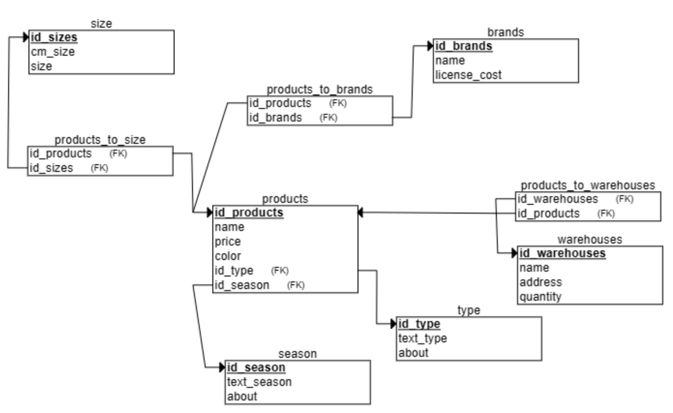 size
id_sizes
cm_size
size
brands
id_brands
name
license_cost
products_to_brands
id_products (FK)
id_brands (FK)
products_to_size
id_products (FK)
id_sizes (FK)
products_to_warehouses
id_warehouses (FK)
id_products (FK)
products
id_products
name
price
color
id_type (FK)
id_season (FK)
warehouses
id_warehouses
name
address
quantity
type
id_type
text_type
about
season
id_season
text_season
about